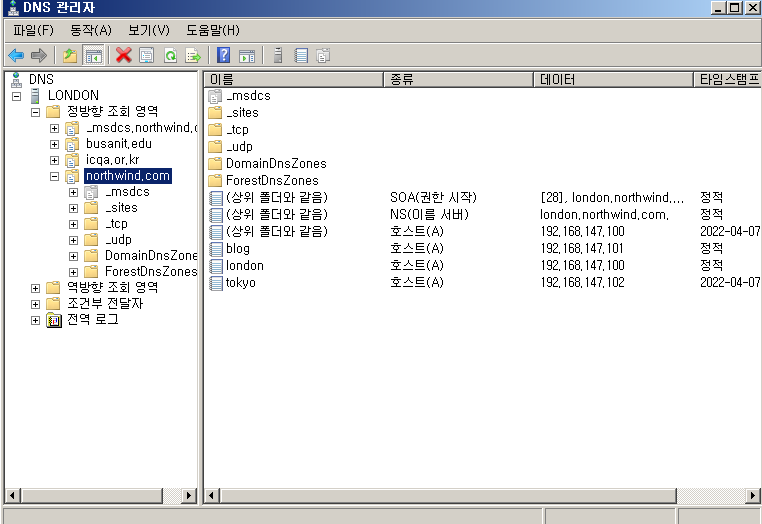 DNS 관리자
파일(F) 동작(A) 보기(V) 도움말(H)
DNS
LONDON
정방향 조회 영역
_msdcs.northwind.c
busanit.edu
icqa.or.kr
northwind.com
_msdcs
_sites
_tcp
_udp
DomainDnsZone
ForestDnsZones
역방향 조회 영역
조건부 전달자
전역 로그
이름 종류 데이터 타임스탬프
_msdcs
_sites
_tcp
_udp
DomainDnsZones
ForestDnsZones
(상위 폴더와 같음) SOA(권한 시작) [28], london.northwind.... 정적
(상위 폴더와 같음) NS(이름 서버) london.northwind.com. 정적
(상위 폴더와 같음) 호스트(A) 192.168.147.100 2022-04-07
blog 호스트(A) 192.168.147.101 정적
london 호스트(A) 192.168.147.100 정적
tokyo 호스트(A) 192.168.147.102 2022-04-07